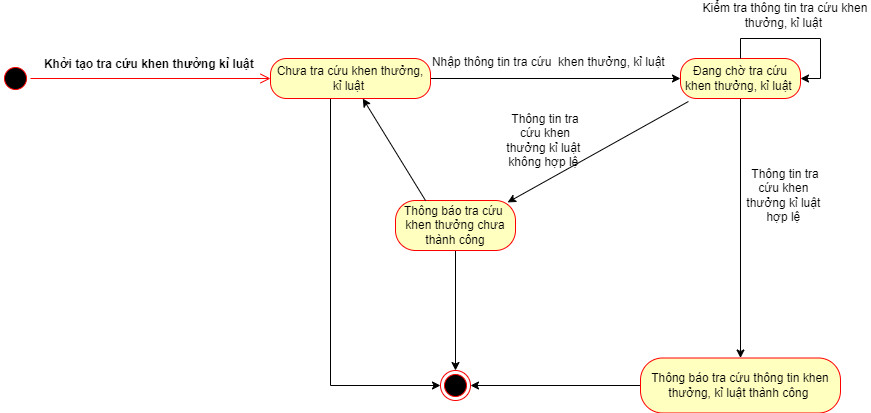 Kiểm tra thông tin tra cứu khen
thưởng, kỉ luật
Khởi tạo tra cứu khen thưởng kỉ luật
Chưa tra cứu khen thưởng,
kỉ luật
Nhập thông tin tra cứu khen thưởng, kỉ luật
Đang chờ tra cứu
khen thưởng, kỉ luật
Thông tin tra
cứu khen
thưởng kỉ luật
không hợp lệ
Thông tin tra
cứu khen
thưởng kỉ luật
hợp lệ
Thông báo tra cứu
khen thưởng chưa
thành công
Thông báo tra cứu thông tin khen
thưởng, kỉ luật thành công